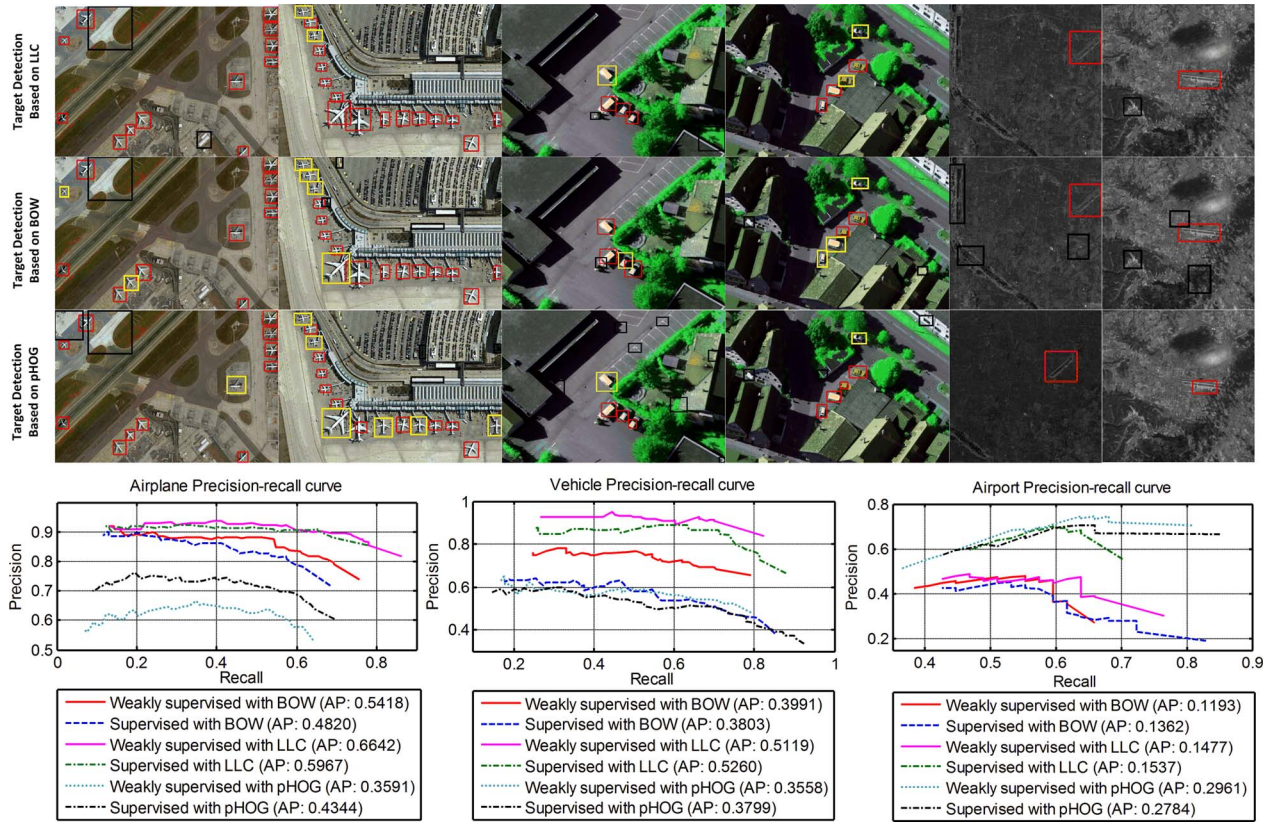 Target Detection
Based on LLC
Target Detection
Based on BOW
Target Detection
Based on pHOG
Airplane Precision-recall curve
Precision
0.9
0.8
0.7
0.6
0.5
0
0.2
0.4
0.6
0.8
Recall
Weakly supervised with BOW (AP: 0.5418)
Supervised with BOW (AP: 0.4820)
Weakly supervised with LLC (AP: 0.6642)
Supervised with LLC (AP: 0.5967)
Weakly supervised with pHOG (AP: 0.3591)
Supervised with pHOG (AP: 0.4344)
Vehicle Precision-recall curve
Precision
1
0.8
0.6
0.4
0.2
0.4
0.6
0.8
1
Recall
Weakly supervised with BOW (AP: 0.3991)
Supervised with BOW (AP: 0.3803)
Weakly supervised with LLC (AP: 0.5119)
Supervised with LLC (AP: 0.5260)
Weakly supervised with pHOG (AP: 0.3558)
Supervised with pHOG (AP: 0.3799)
Airport Precision-recall curve
Precision
0.8
0.6
0.4
0.2
0.4
0.5
0.6
0.7
0.8
0.9
Recall
Weakly supervised with BOW (AP: 0.1193)
Supervised with BOW (AP: 0.1362)
Weakly supervised with LLC (AP: 0.1477)
Supervised with LLC (AP: 0.1537)
Weakly supervised with pHOG (AP: 0.2961)
Supervised with pHOG (AP: 0.2784)